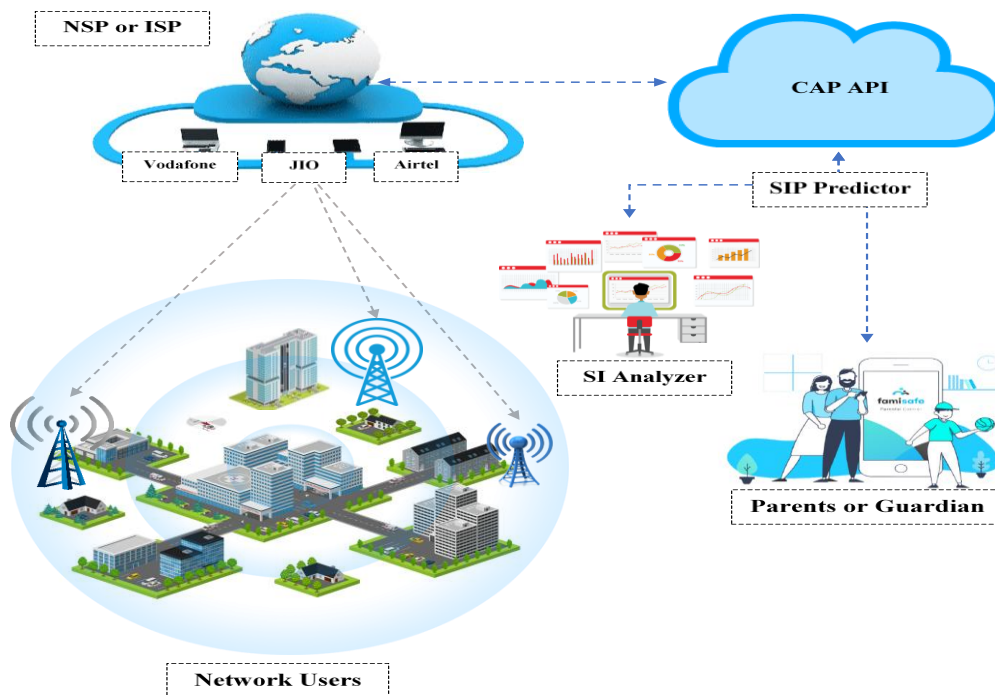 NSP or ISP
CAP API
Vodafone
JIO
Airtel
SIP Predictor
SI Analyzer
famisafe
Parents or Guardian
Network Users